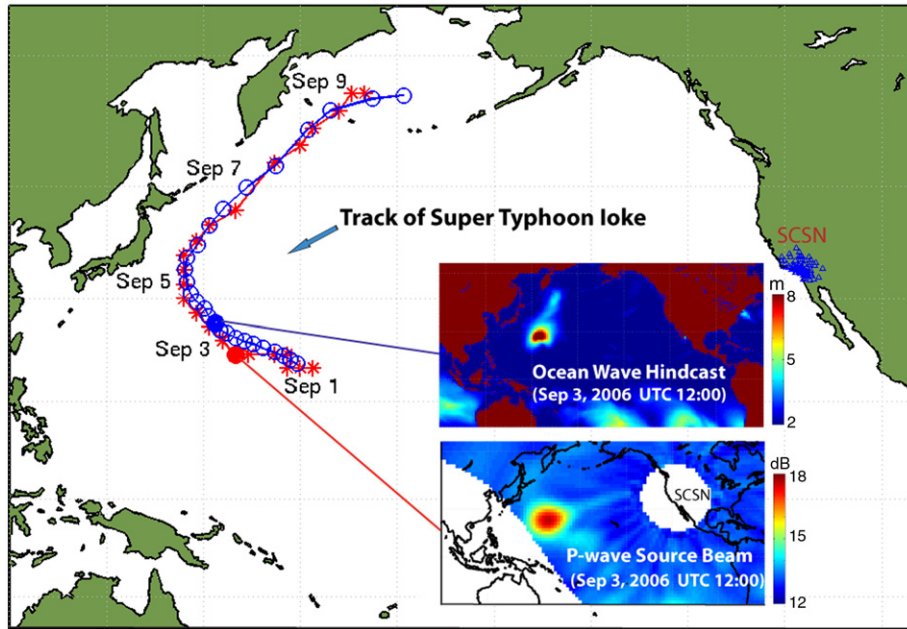 Sep 9
Sep 7
Track of Super Typhoon Ioke
SCSN
Sep 5
m
8
5
2
Ocean Wave Hindcast
(Sep 3, 2006 UTC 12:00)
Sep 3
Sep 1
dB
18
15
12
SCSN
P-wave Source Beam
(Sep 3, 2006 UTC 12:00)